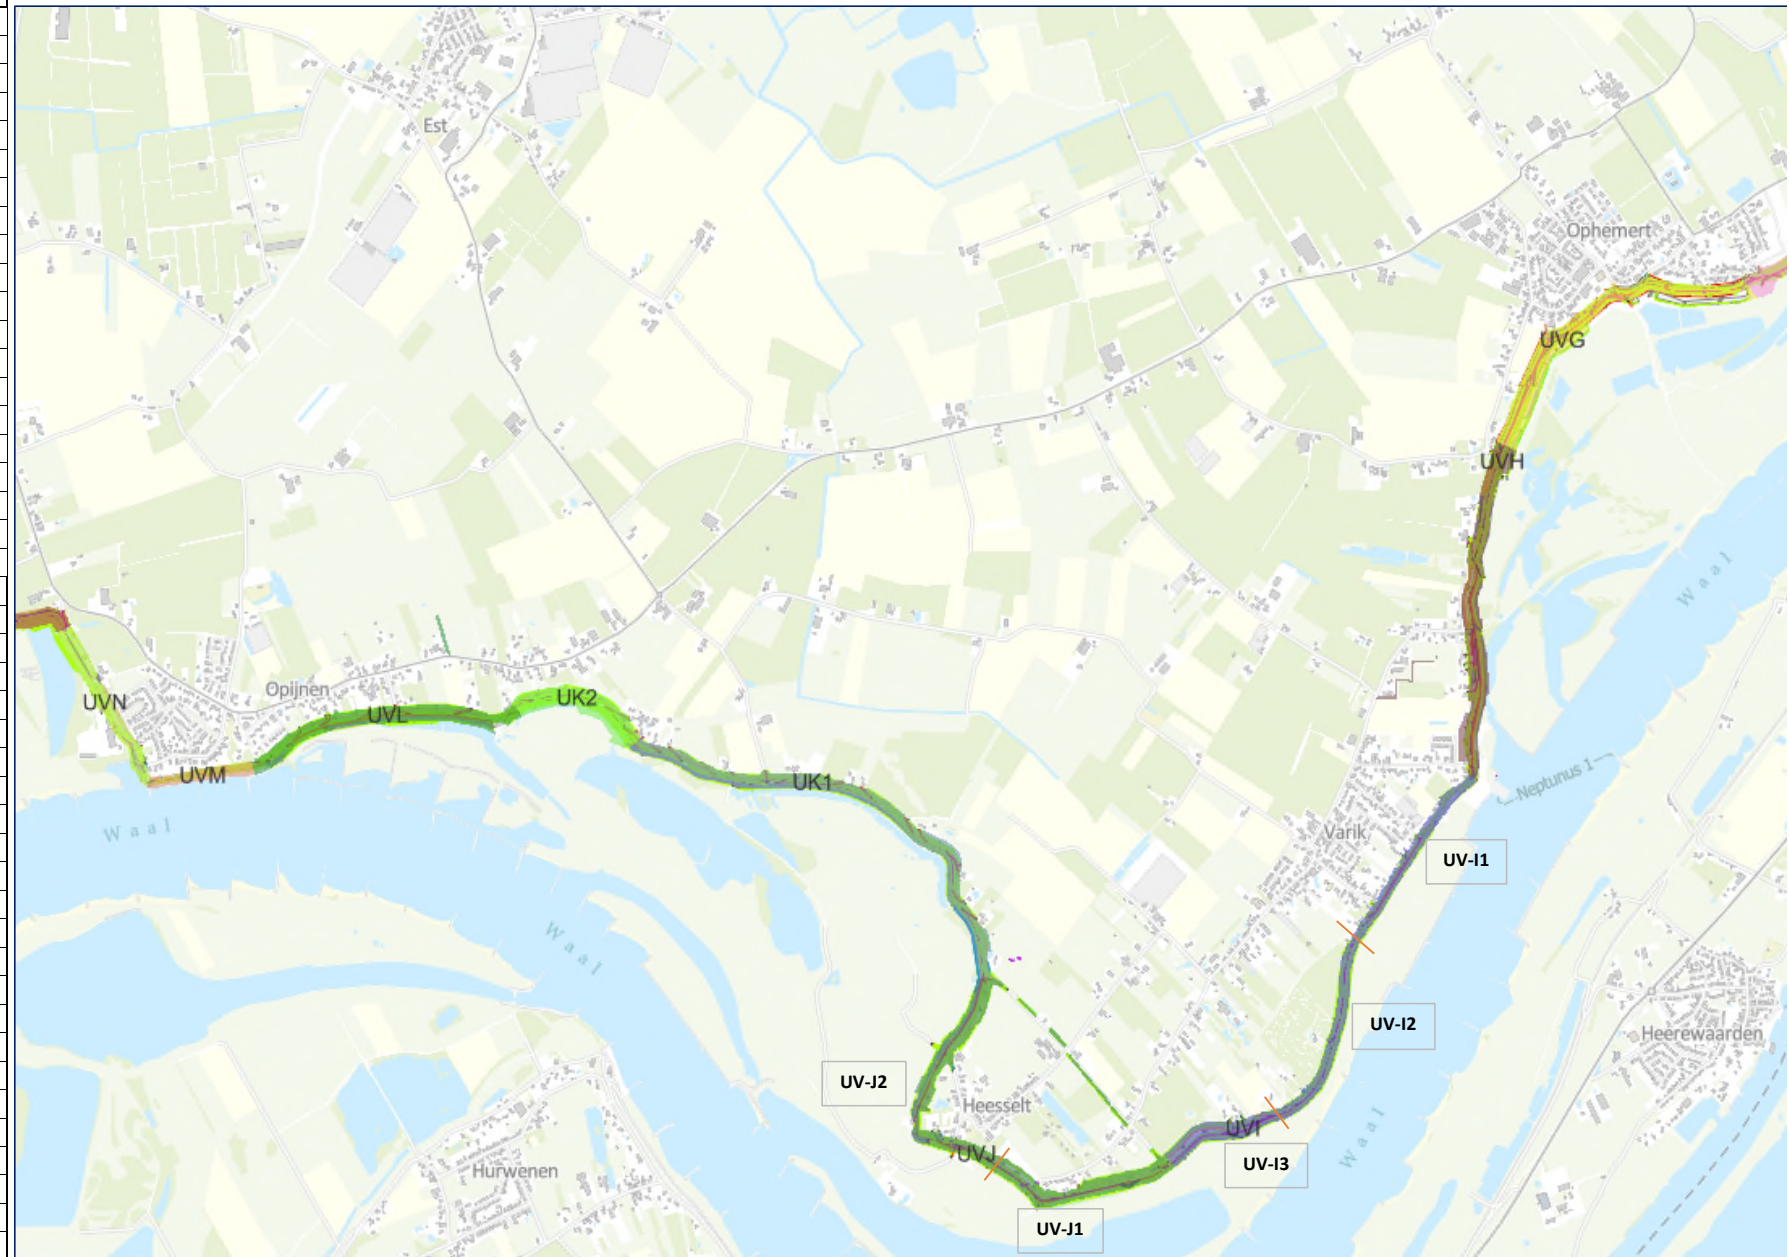 Est
Ophemert
UVG
UVH
Waal
UVN
Opijnen
UVL
UK2
UVM
UK1
Neptunus 1
Waal
Varik
UV-I1
Waal
UV-I2
Heerewaarden
UV-J2
Heesselt
UVI
Waal
UVJ
UV-I3
Hurwenen
UV-J1